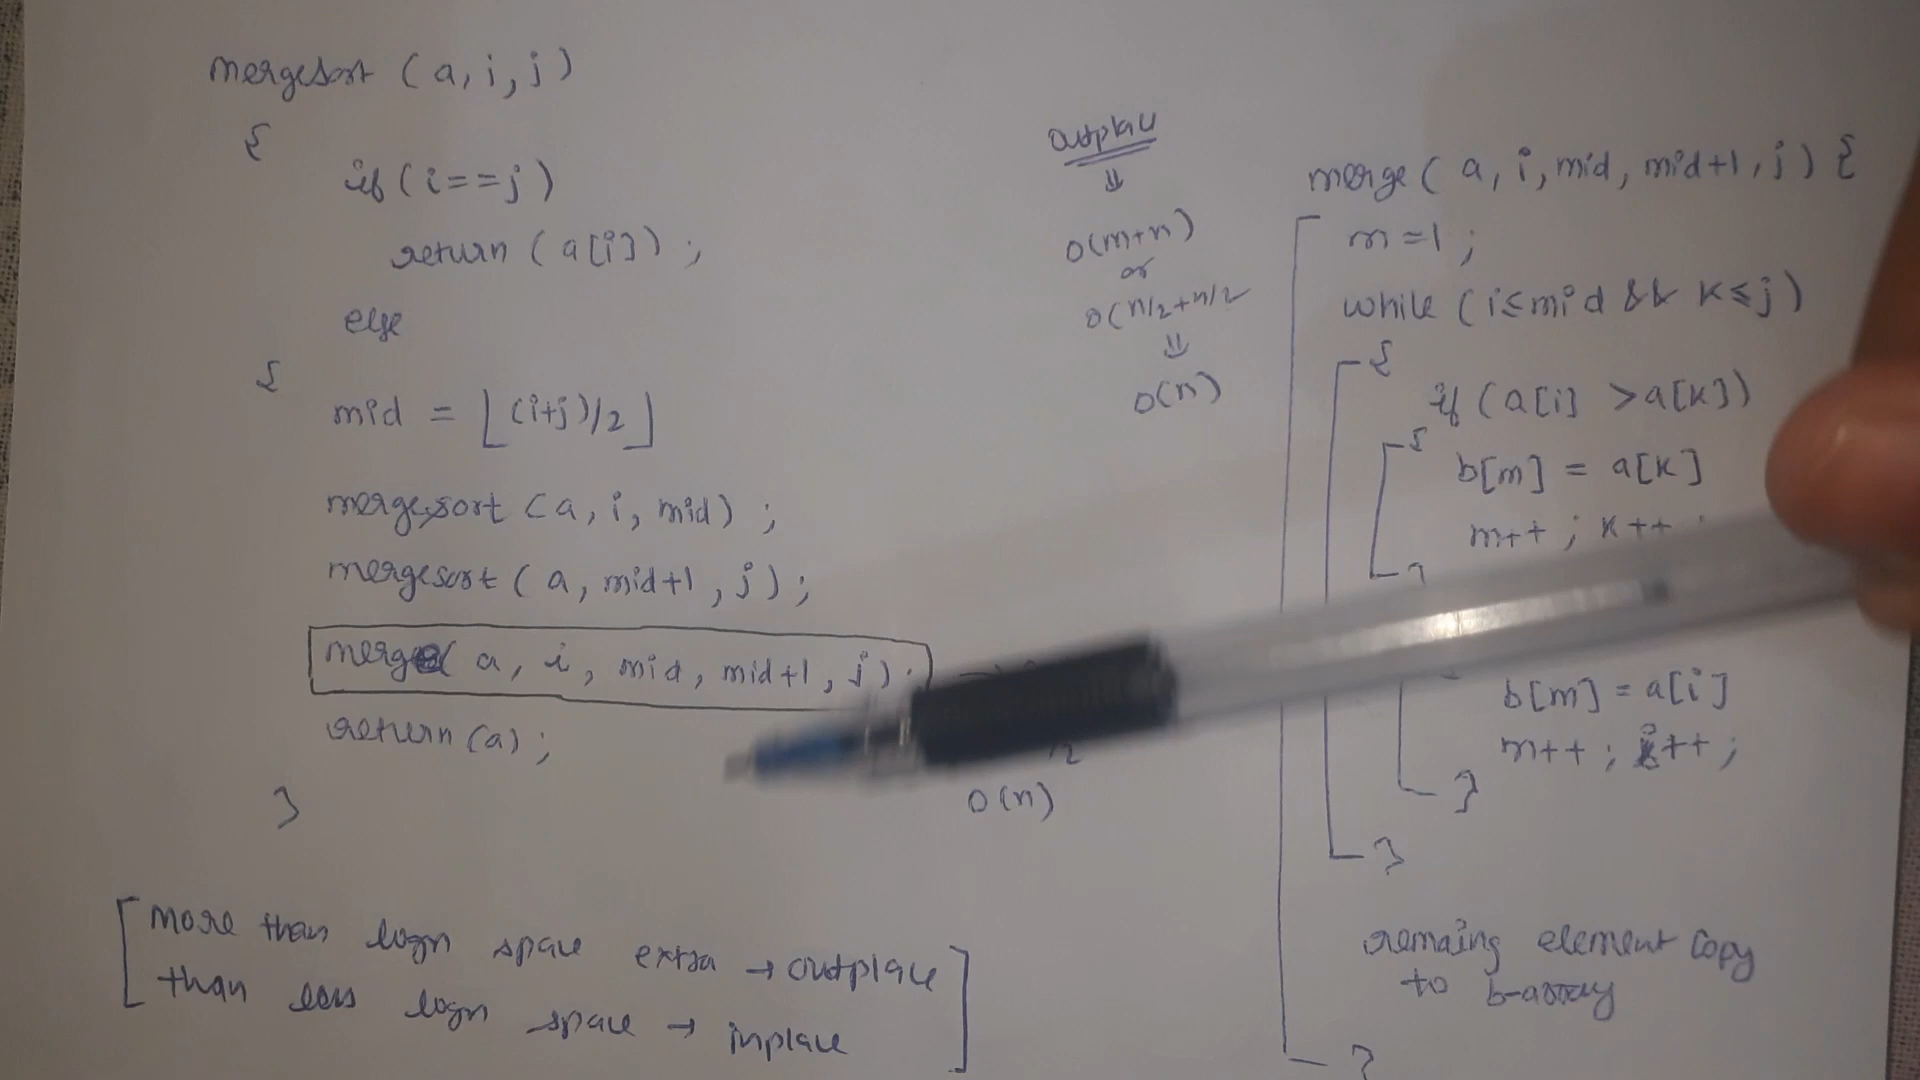 mergesort (a, i, j)
{
if (i==j)
return (a[i]);
else
{
mid = ⌊(i+j)/2⌋
mergesort (a, i, mid) ;
mergesort (a, mid+1, j);
merge( a, i, mid, mid+1, j);
return (a);
}
O(n)
[more than logn space extra → outplace
than less logn space → inplace]
outplace
⇓
O(m+n)
or
O(n/2+n/2
⇓
O(n)
merge( a, i, mid, mid+1, j) {
m=1;
while (i≤mid && k≤j)
{
if (a[i] >a[k])
{
b[m] = a[k]
m++ ; k++
}
b[m] = a[i]
m++ ; i++ ;
}
}
remaing element copy
to b-array
}